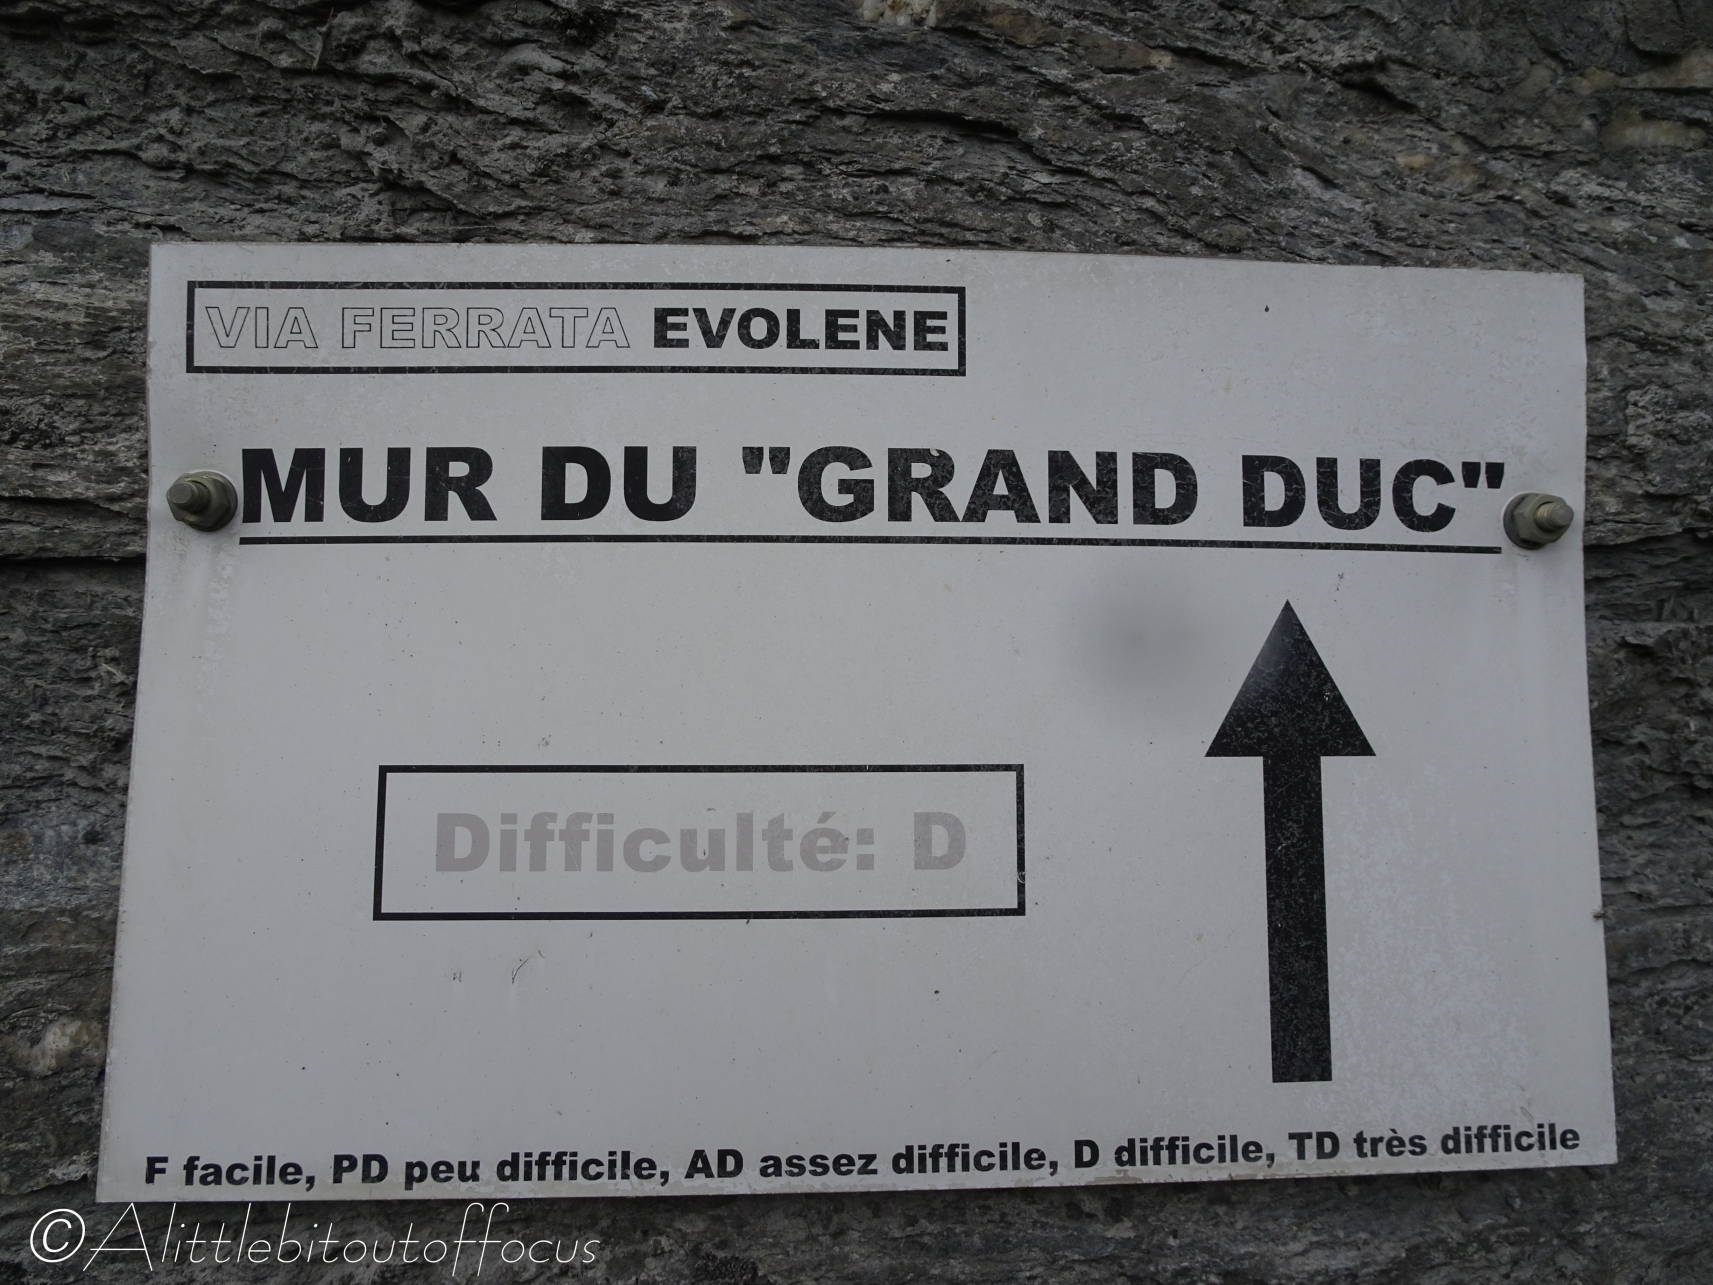 VIA FERRATA EVOLENE
MUR DU "GRAND DUC"
Difficulté: D
F facile, PD peu difficile, AD assez difficile, D difficile, TD très difficile
©Alittlebitoutoffocus